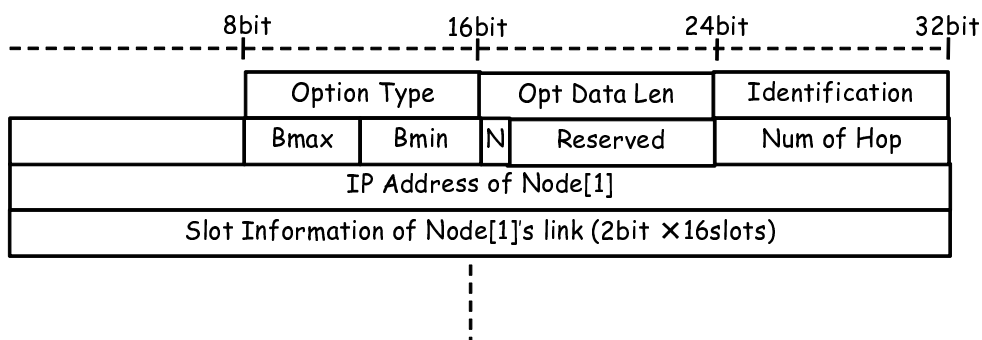 8bit 16bit 24bit 32bit
Option Type Opt Data Len Identification
Bmax Bmin N Reserved Num of Hop
IP Address of Node[1]
Slot Information of Node[1]'s link (2bit ×16slots)